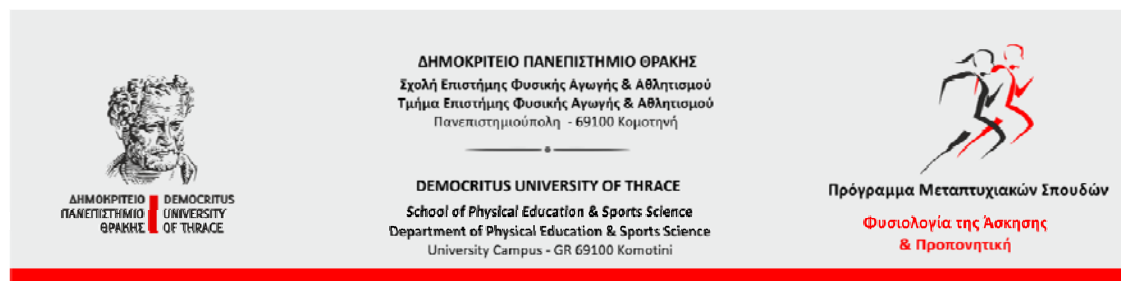 ΔΗΜΟΚΡΙΤΕΙΟ ΠΑΝΕΠΙΣΤΗΜΙΟ ΘΡΑΚΗΣ
DEMOCRITUS UNIVERSITY OF THRACE
ΔΗΜΟΚΡΙΤΕΙΟ ΠΑΝΕΠΙΣΤΗΜΙΟ ΘΡΑΚΗΣ
Σχολή Επιστήμης Φυσικής Αγωγής & Αθλητισμού
Τμήμα Επιστήμης Φυσικής Αγωγής & Αθλητισμού
Πανεπιστημιούπολη - 69100 Κομοτηνή
DEMOCRITUS UNIVERSITY OF THRACE
School of Physical Education & Sports Science
Department of Physical Education & Sports Science
University Campus - GR 69100 Komotini
Πρόγραμμα Μεταπτυχιακών Σπουδών
Φυσιολογία της Άσκησης
& Προπονητική